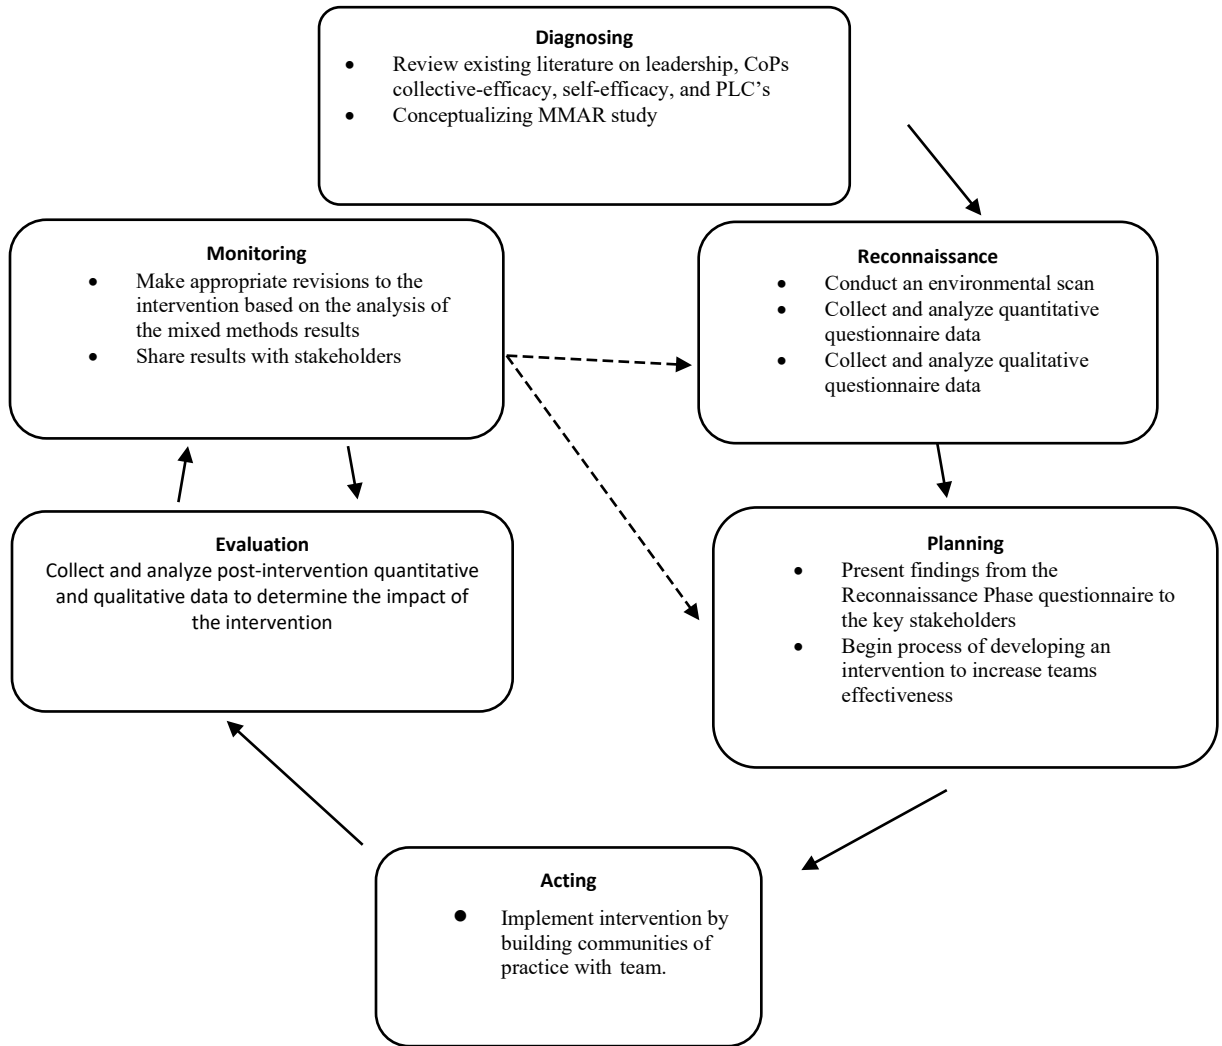 Diagnosing
• Review existing literature on leadership, CoPs
collective-efficacy, self-efficacy, and PLC’s
• Conceptualizing MMAR study
Monitoring
• Make appropriate revisions to the
intervention based on the analysis of
the mixed methods results
• Share results with stakeholders
Reconnaissance
• Conduct an environmental scan
• Collect and analyze quantitative
questionnaire data
• Collect and analyze qualitative
questionnaire data
Evaluation
Collect and analyze post-intervention quantitative
and qualitative data to determine the impact of
the intervention
Planning
• Present findings from the
Reconnaissance Phase questionnaire to
the key stakeholders
• Begin process of developing an
intervention to increase teams
effectiveness
Acting
• Implement intervention by
building communities of
practice with team.